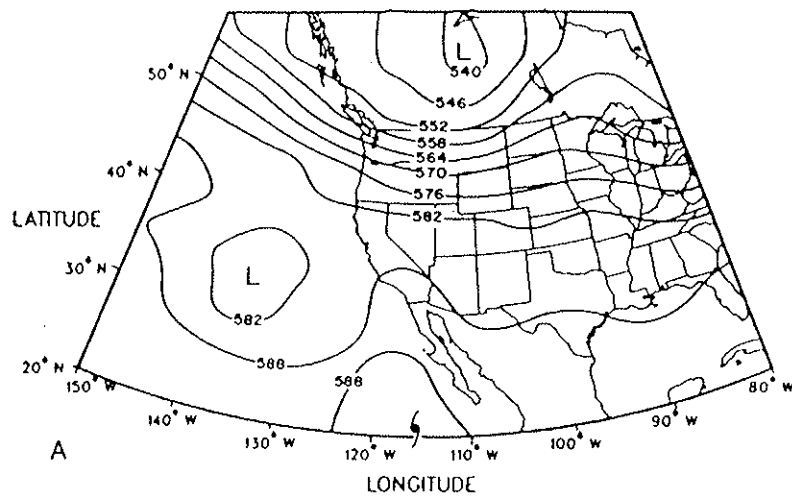 L
540
50° N
546
552
558
564
570
40° N
576
582
LATITUDE
30° N
L
582
588
20° N
588
150° W
80° W
140° W
90° W
130° W
120° W
110° W
100° W
A
LONGITUDE